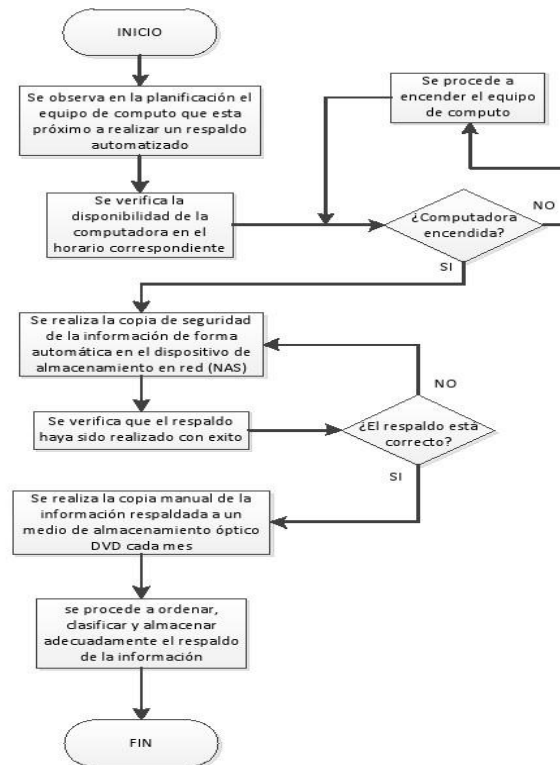 INICIO
Se observa en la planificación el
equipo de computo que esta
próximo a realizar un respaldo
automatizado
Se procede a
encender el equipo
de computo
Se verifica la
disponibilidad de la
computadora en el
horario correspondiente
¿Computadora
encendida?
NO
SI
Se realiza la copia de seguridad
de la información de forma
automática en el dispositivo de
almacenamiento en red (NAS)
NO
Se verifica que el respaldo
haya sido realizado con exito
¿El respaldo está
correcto?
SI
Se realiza la copia manual de la
información respaldada a un
medio de almacenamiento óptico
DVD cada mes
se procede a ordenar,
clasificar y almacenar
adecuadamente el respaldo
de la información
FIN